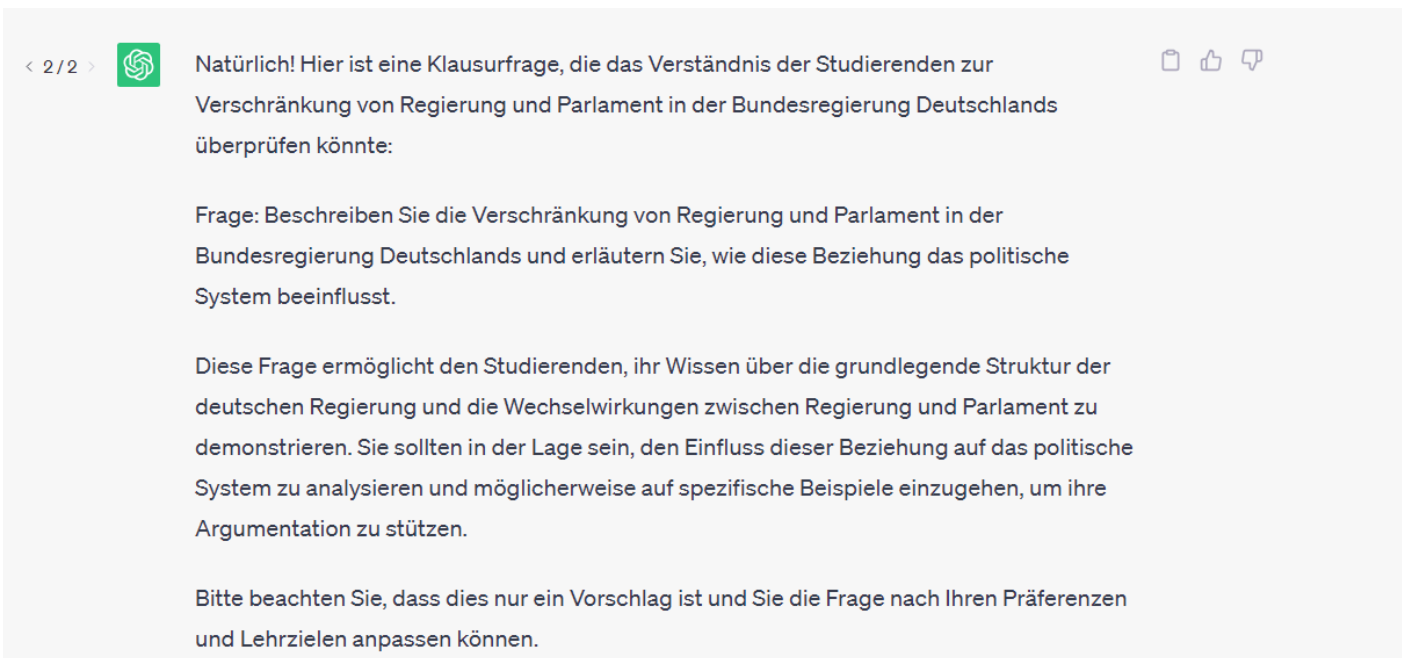 < 2/2 >
Natürlich! Hier ist eine Klausurfrage, die das Verständnis der Studierenden zur
Verschränkung von Regierung und Parlament in der Bundesregierung Deutschlands
überprüfen könnte:
Frage: Beschreiben Sie die Verschränkung von Regierung und Parlament in der
Bundesregierung Deutschlands und erläutern Sie, wie diese Beziehung das politische
System beeinflusst.
Diese Frage ermöglicht den Studierenden, ihr Wissen über die grundlegende Struktur der
deutschen Regierung und die Wechselwirkungen zwischen Regierung und Parlament zu
demonstrieren. Sie sollten in der Lage sein, den Einfluss dieser Beziehung auf das politische
System zu analysieren und möglicherweise auf spezifische Beispiele einzugehen, um ihre
Argumentation zu stützen.
Bitte beachten Sie, dass dies nur ein Vorschlag ist und Sie die Frage nach Ihren Präferenzen
und Lehrzielen anpassen können.